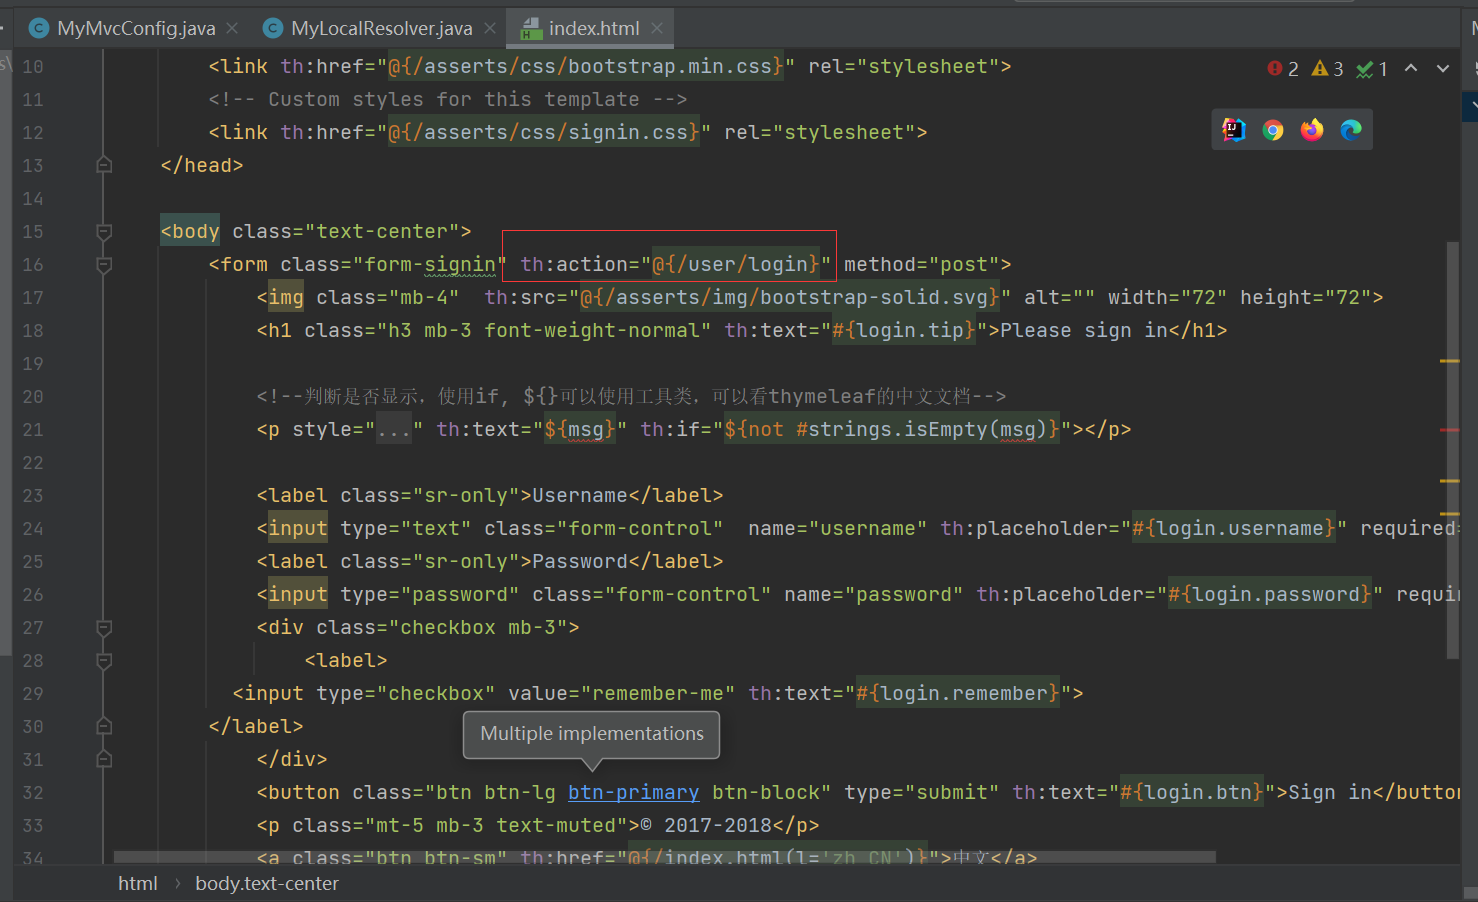 MyMvcConfig.java MyLocalResolver.java index.html
10 <link th:href="@{/asserts/css/bootstrap.min.css}" rel="stylesheet">
2 3 1
11 <!-- Custom styles for this template -->
12 <link th:href="@{/asserts/css/signin.css}" rel="stylesheet">
13 </head>
14
15 <body class="text-center">
16 <form class="form-signin" th:action="@{/user/login}" method="post">
17 <img class="mb-4"  th:src="@{/asserts/img/bootstrap-solid.svg}" alt="" width="72" height="72">
18 <h1 class="h3 mb-3 font-weight-normal" th:text="#{login.tip}">Please sign in</h1>
19
20 <!--判断是否显示，使用if, ${}可以使用工具类，可以看thymeleaf的中文文档-->
21 <p style="..." th:text="${msg}" th:if="${not #strings.isEmpty(msg)}"></p>
22
23 <label class="sr-only">Username</label>
24 <input type="text" class="form-control"  name="username" th:placeholder="#{login.username}" required=
25 <label class="sr-only">Password</label>
26 <input type="password" class="form-control" name="password" th:placeholder="#{login.password}" requi
27 <div class="checkbox mb-3">
28 <label>
29 <input type="checkbox" value="remember-me" th:text="#{login.remember}">
30 </label>
Multiple implementations
31 </div>
32 <button class="btn btn-lg btn-primary btn-block" type="submit" th:text="#{login.btn}">Sign in</button
33 <p class="mt-5 mb-3 text-muted">© 2017-2018</p>
34 <a class="btn btn-sm" th:href="@{/index.html(l='zh_CN')}">中文</a>
html › body.text-center